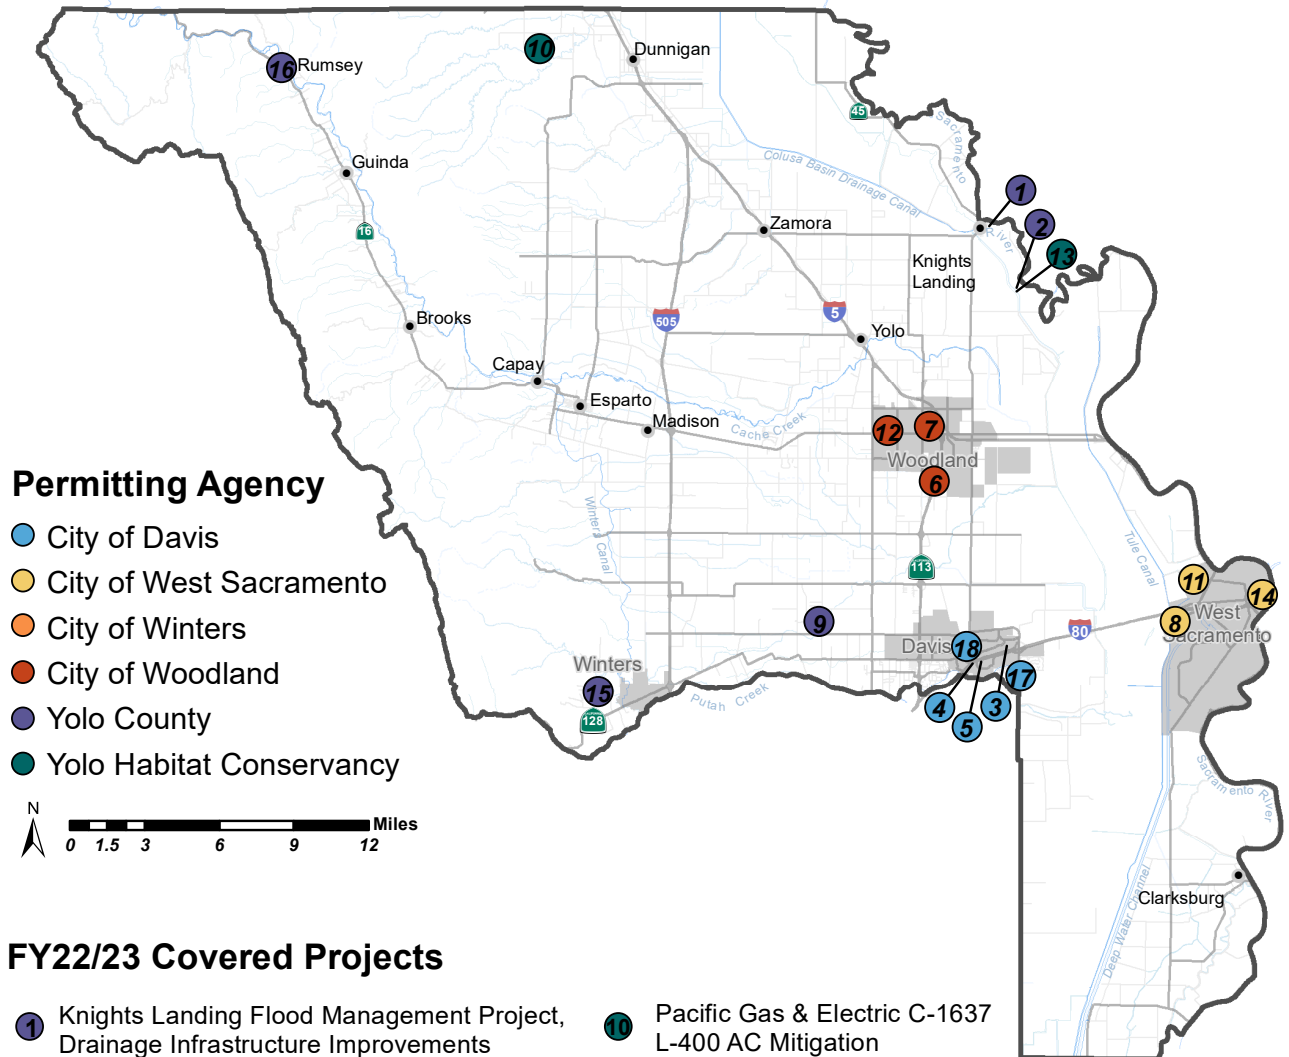 10
Dunnigan
16
Rumsey
45
Sacramento
Guinda
Colusa Basin Drainage Canal
1
16
Zamora
River
2
13
Knights
Landing
Brooks
505
5
Yolo
Capay
Esparto
Madison
Cache Creek
12
7
Woodland
6
Permitting Agency
City of Davis
City of West Sacramento
City of Winters
City of Woodland
Yolo County
Yolo Habitat Conservancy
Winters Canal
Tule Canal
113
11
14
9
8
West
Sacramento
80
Davis
18
17
Winters
15
128
Putah Creek
4
5
3
N
Miles
0 1.5 3 6 9 12
Sacramento River
Clarksburg
Deep Water Channel
FY22/23 Covered Projects
1 Knights Landing Flood Management Project,
Drainage Infrastructure Improvements
10 Pacific Gas & Electric C-1637
L-400 AC Mitigation